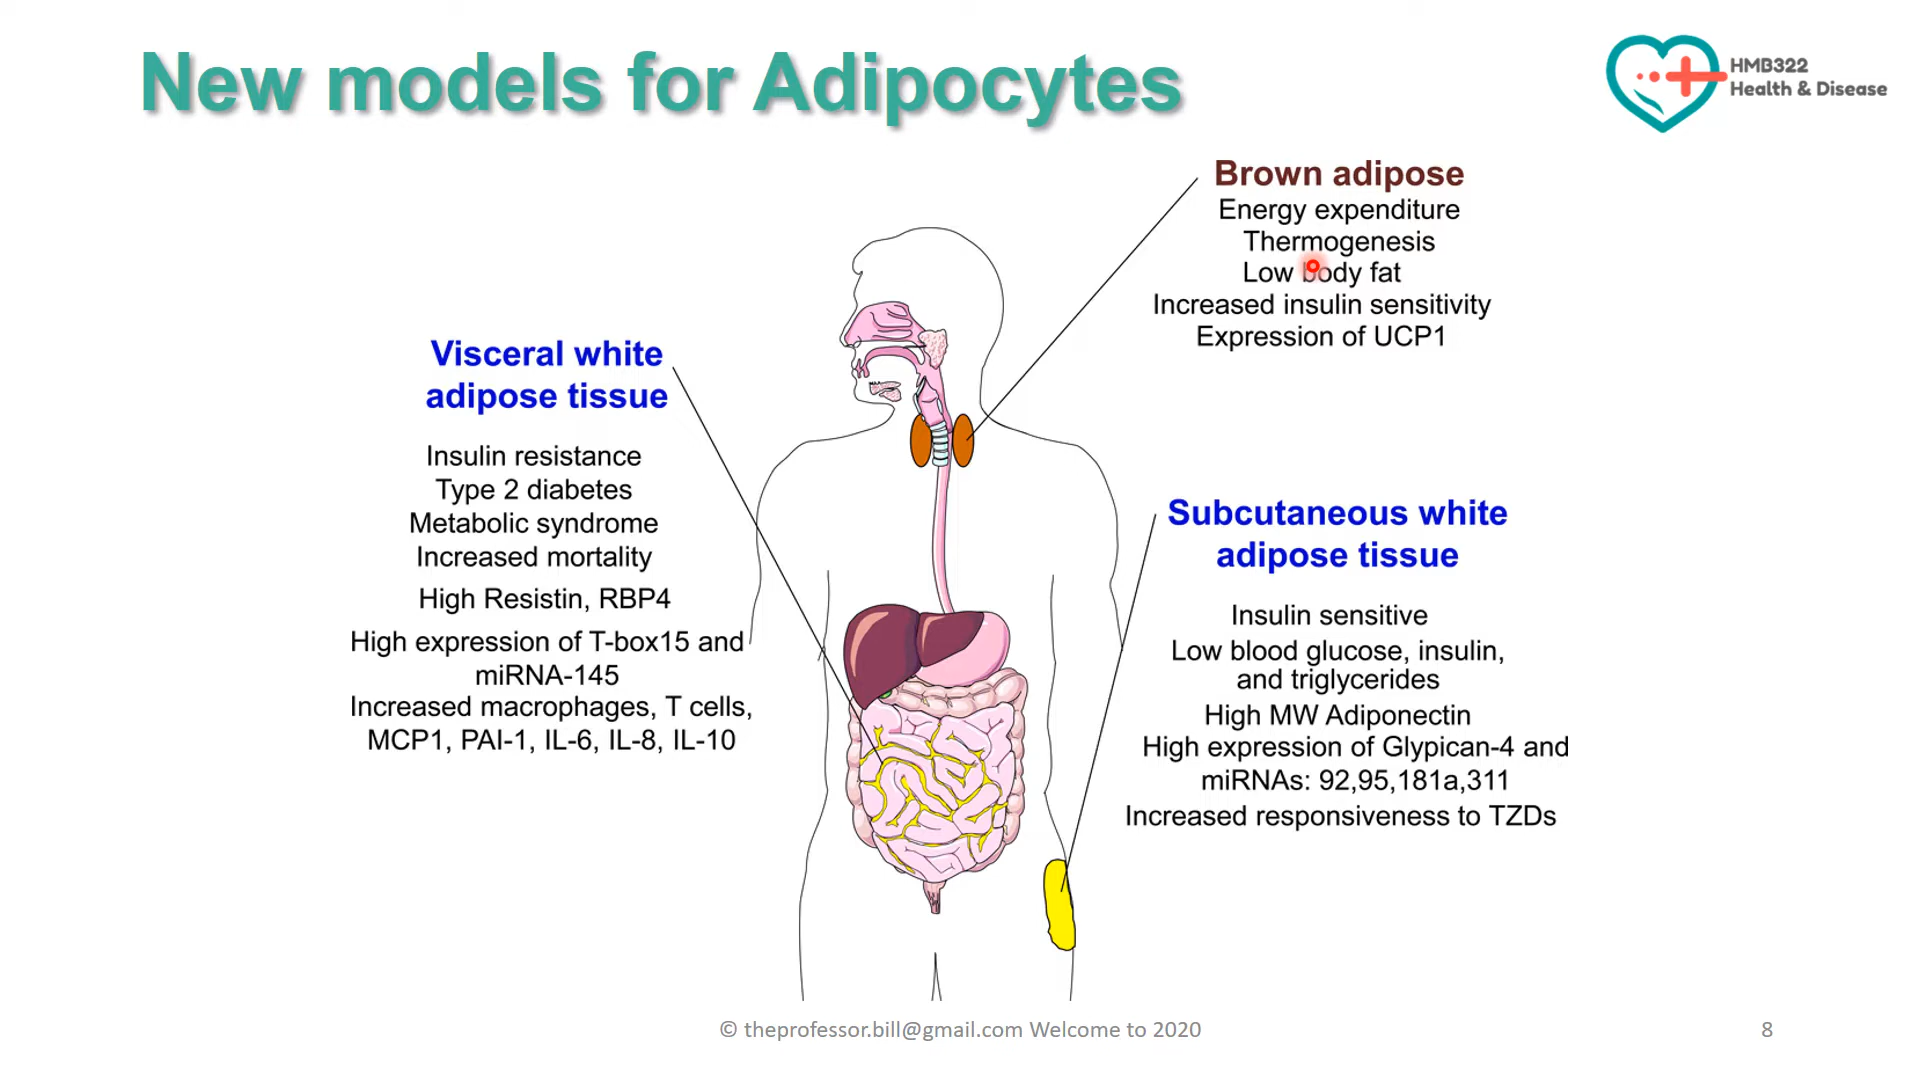 New models for Adipocytes
HMB322
Health & Disease
Brown adipose
Energy expenditure
Thermogenesis
Low body fat
Increased insulin sensitivity
Expression of UCP1
Visceral white
adipose tissue
Insulin resistance
Type 2 diabetes
Metabolic syndrome
Increased mortality
High Resistin, RBP4
High expression of T-box15 and
miRNA-145
Increased macrophages, T cells,
MCP1, PAI-1, IL-6, IL-8, IL-10
Subcutaneous white
adipose tissue
Insulin sensitive
Low blood glucose, insulin,
and triglycerides
High MW Adiponectin
High expression of Glypican-4 and
miRNAs: 92,95,181a,311
Increased responsiveness to TZDs
© theprofessor.bill@gmail.com Welcome to 2020
8